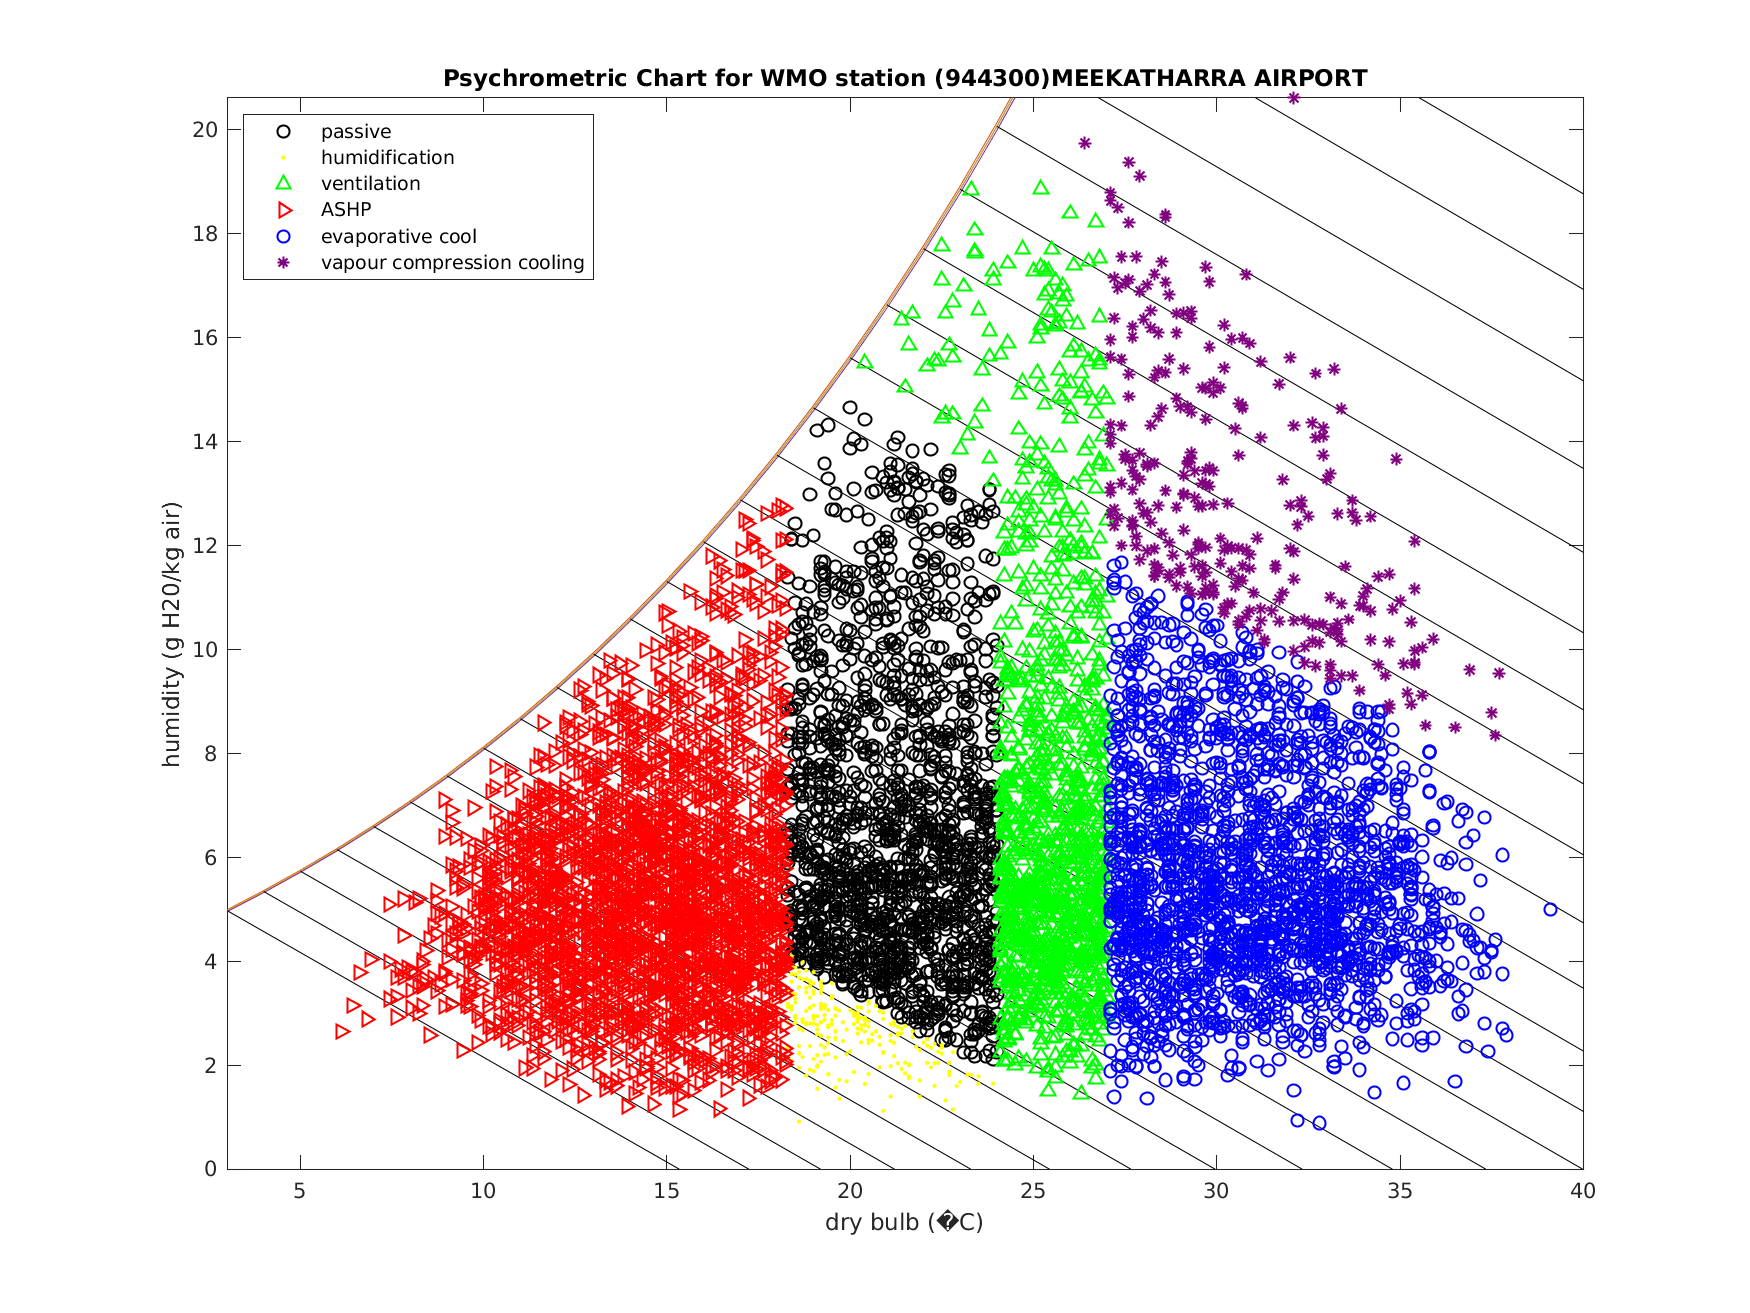 Psychrometric Chart for WMO station (944300)MEEKATHARRA AIRPORT
passive
humidification
ventilation
ASHP
evaporative cool
vapour compression cooling
humidity (g H20/kg air)
20
18
16
14
12
10
8
6
4
2
0
5
10
15
20
25
30
35
40
dry bulb (�C)